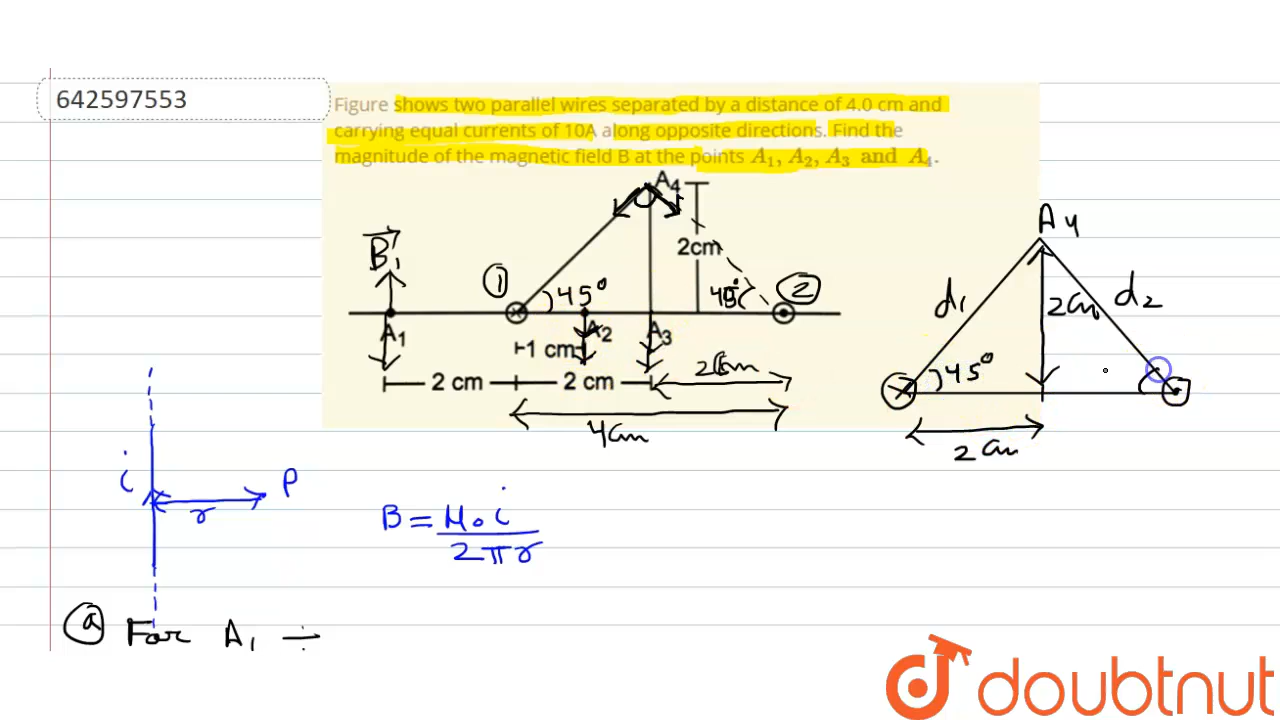 642597553
Figure shows two parallel wires separated by a distance of 4.0 cm and
carrying equal currents of 10A along opposite directions. Find the
magnitude of the magnetic field B at the points A₁, A₂, A₃ and A₄.
A₄
B₁
2cm
① 45° 45° ②
A₁ A₂ A₃
1 cm
2 cm 2 cm 2cm
4cm
A4
d₁ 2cm d₂
45°
2cm
i r P
B = μ₀i
2πr
ⓐ For A₁ ÷
doubtnut